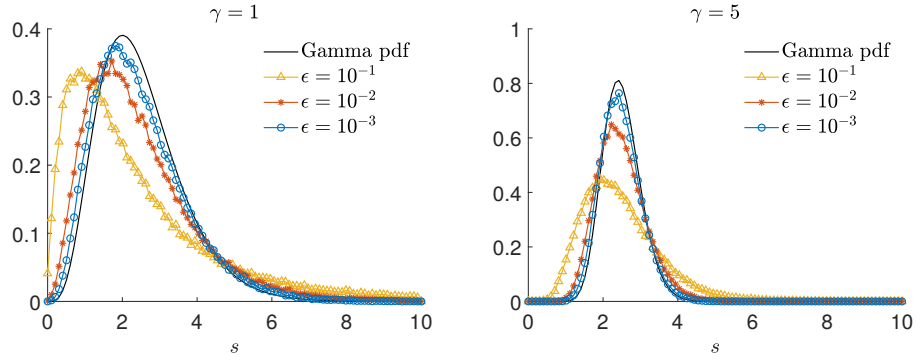 γ = 1
0.4
0.3
0.2
0.1
0
0 2 4 6 8 10
s
Gamma pdf
ϵ = 10⁻¹
ϵ = 10⁻²
ϵ = 10⁻³
γ = 5
1
0.8
0.6
0.4
0.2
0
0 2 4 6 8 10
s
Gamma pdf
ϵ = 10⁻¹
ϵ = 10⁻²
ϵ = 10⁻³